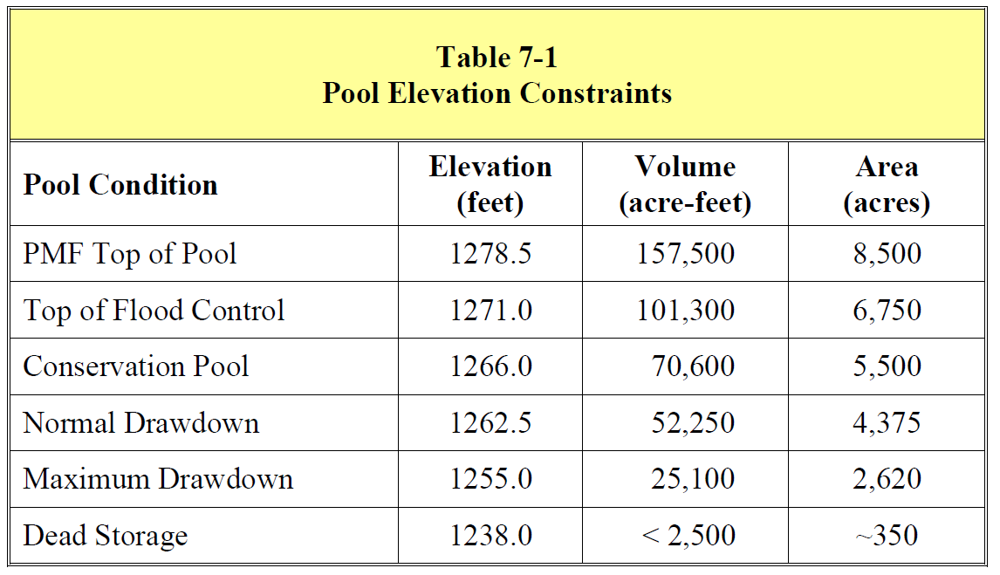 Table 7-1
Pool Elevation Constraints
Pool Condition Elevation (feet) Volume (acre-feet) Area (acres)
PMF Top of Pool 1278.5 157,500 8,500
Top of Flood Control 1271.0 101,300 6,750
Conservation Pool 1266.0 70,600 5,500
Normal Drawdown 1262.5 52,250 4,375
Maximum Drawdown 1255.0 25,100 2,620
Dead Storage 1238.0 < 2,500 ~350